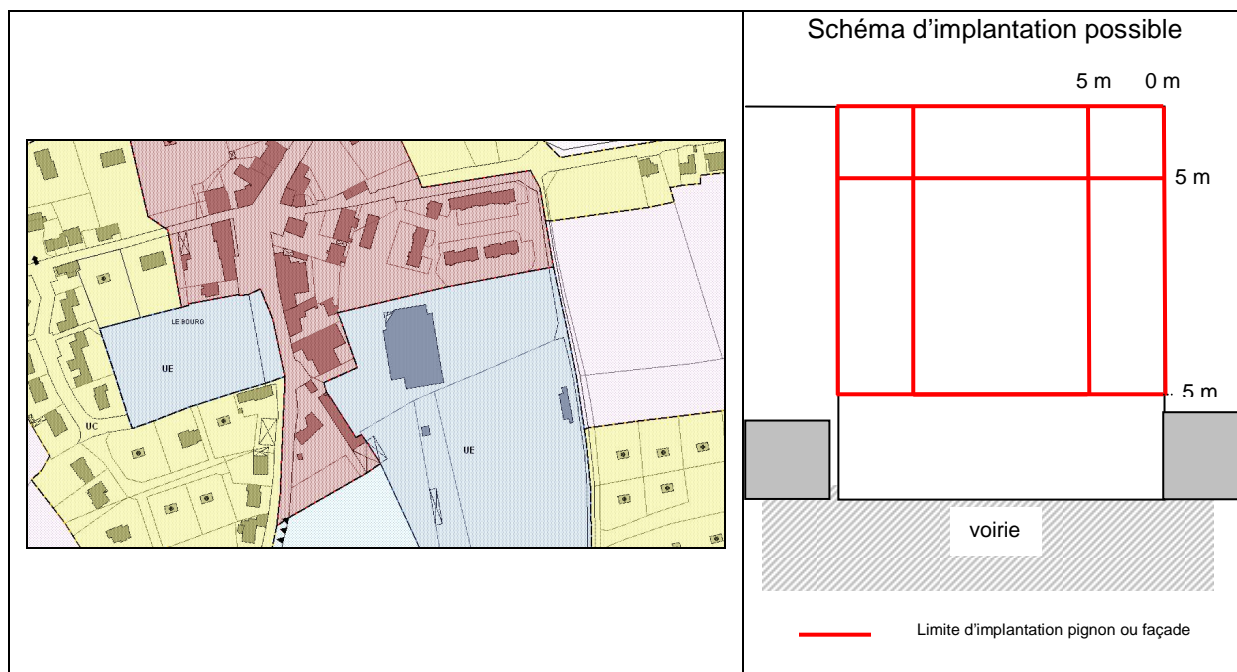 LE BOURG
UE
UC
UE
Schéma d'implantation possible
5 m 0 m
5 m
5 m
voirie
Limite d'implantation pignon ou façade